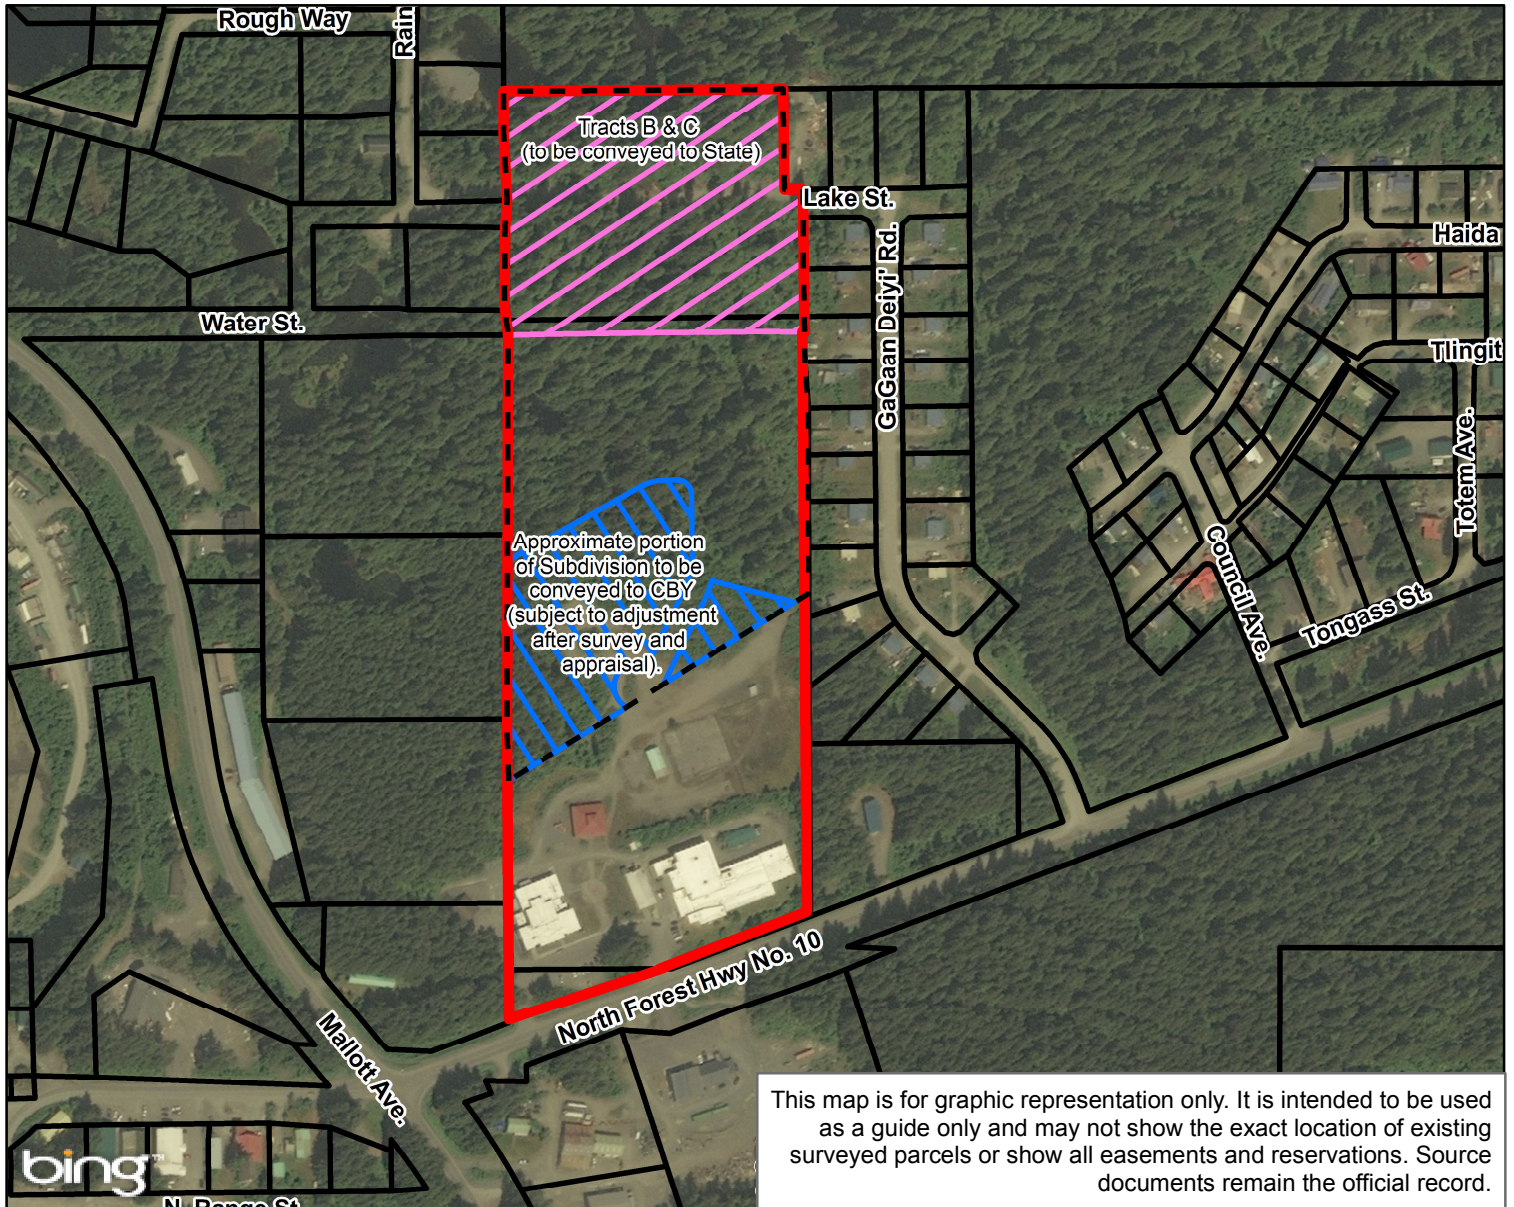 Rough Way
Rain
Tracts B & C
(to be conveyed to State)
Lake St.
Haida
GaGaan Deiyi' Rd.
Water St.
Tlingit
Totem Ave.
Approximate portion
of Subdivision to be
conveyed to CBY
(subject to adjustment
after survey and
appraisal).
Council Ave.
Tongass St.
North Forest Hwy No. 10
Mallott Ave.
This map is for graphic representation only. It is intended to be used
as a guide only and may not show the exact location of existing
surveyed parcels or show all easements and reservations. Source
documents remain the official record.
bing™
N. Range St.